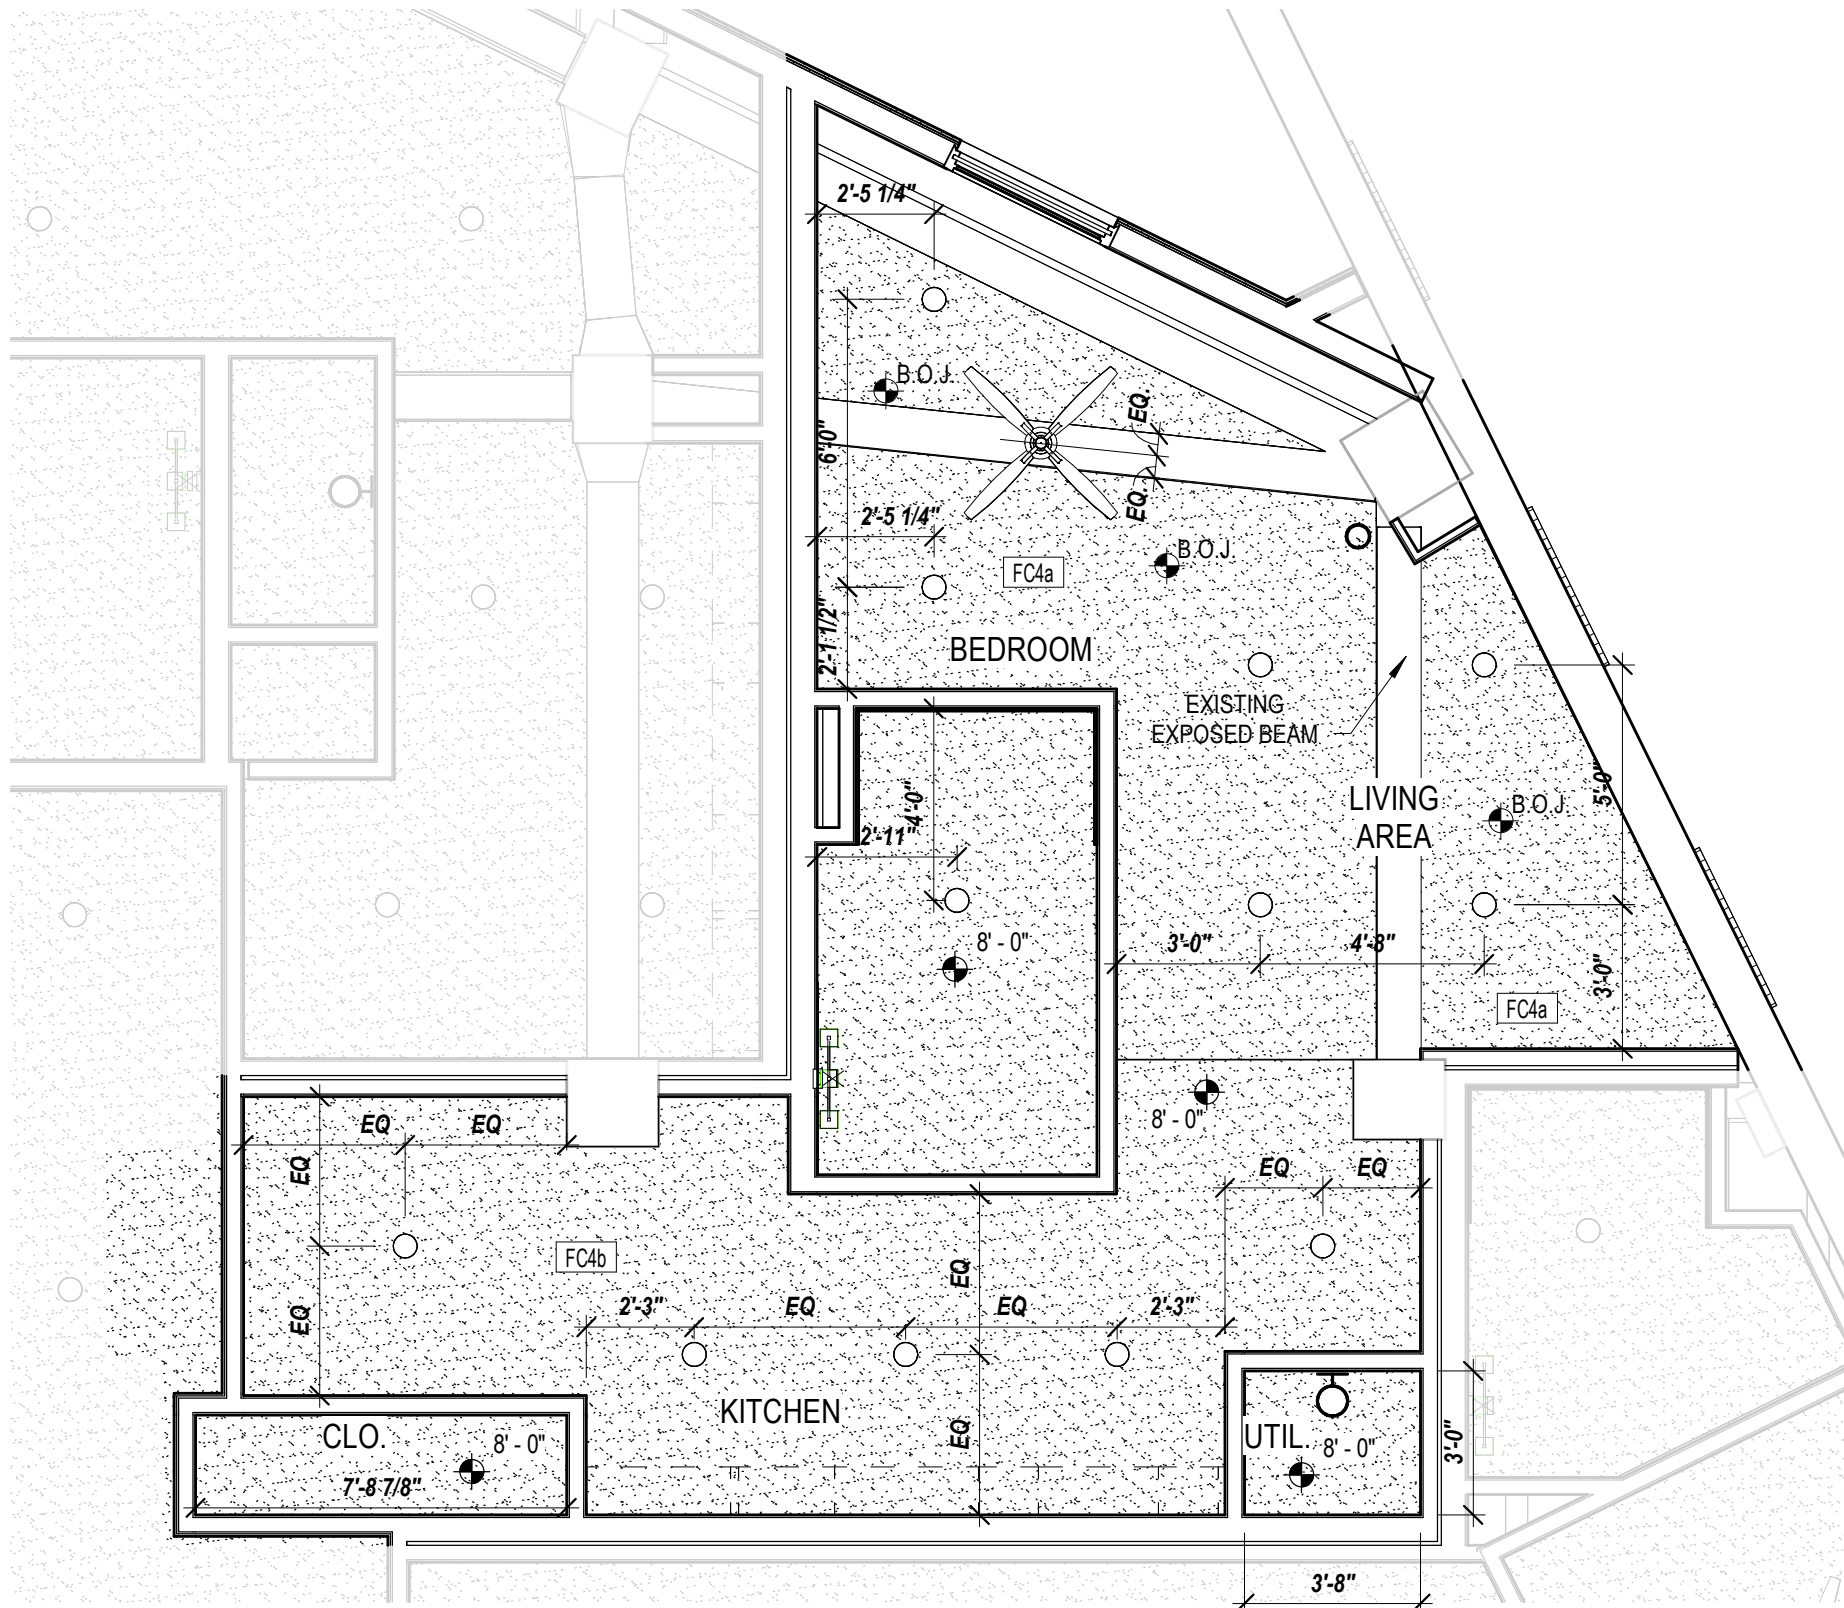 2'-5 1/4"
B.O.J.
EQ.
6'-0"
EQ.
2'-5 1/4"
B.O.J.
FC4a
2'-1 1/2"
BEDROOM
EXISTING
EXPOSED BEAM
LIVING
AREA
5'-0"
B.O.J.
4'-0"
2'-11"
8' - 0"
3'-0"
4'-8"
3'-0"
FC4a
8' - 0"
EQ
EQ
EQ
EQ
EQ
FC4b
EQ
EQ
2'-3"
EQ
EQ
2'-3"
KITCHEN
EQ
CLO.
8' - 0"
7'-8 7/8"
UTIL.
8' - 0"
3'-0"
3'-8"